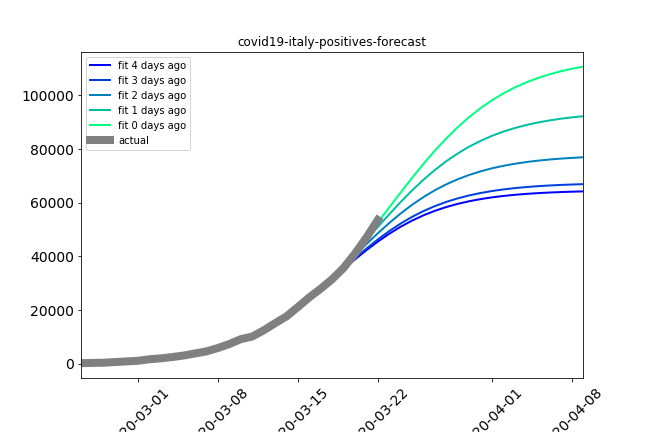 covid19-italy-positives-forecast
fit 4 days ago
fit 3 days ago
fit 2 days ago
fit 1 days ago
fit 0 days ago
actual
100000
80000
60000
40000
20000
0
20-03-01
20-03-08
20-03-15
20-03-22
20-04-01
20-04-08